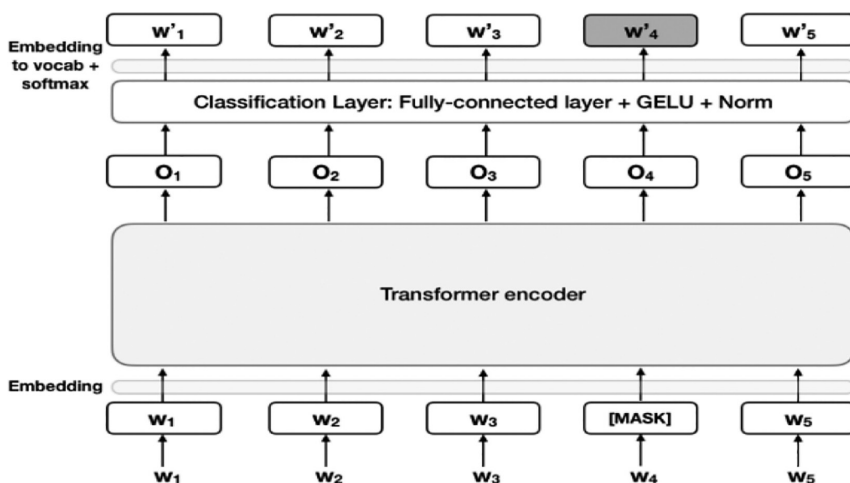 w'₁ w'₂ w'₃ w'₄ w'₅
Embedding
to vocab +
softmax
Classification Layer: Fully-connected layer + GELU + Norm
O₁ O₂ O₃ O₄ O₅
Transformer encoder
Embedding
w₁ w₂ w₃ [MASK] w₅
w₁ w₂ w₃ w₄ w₅